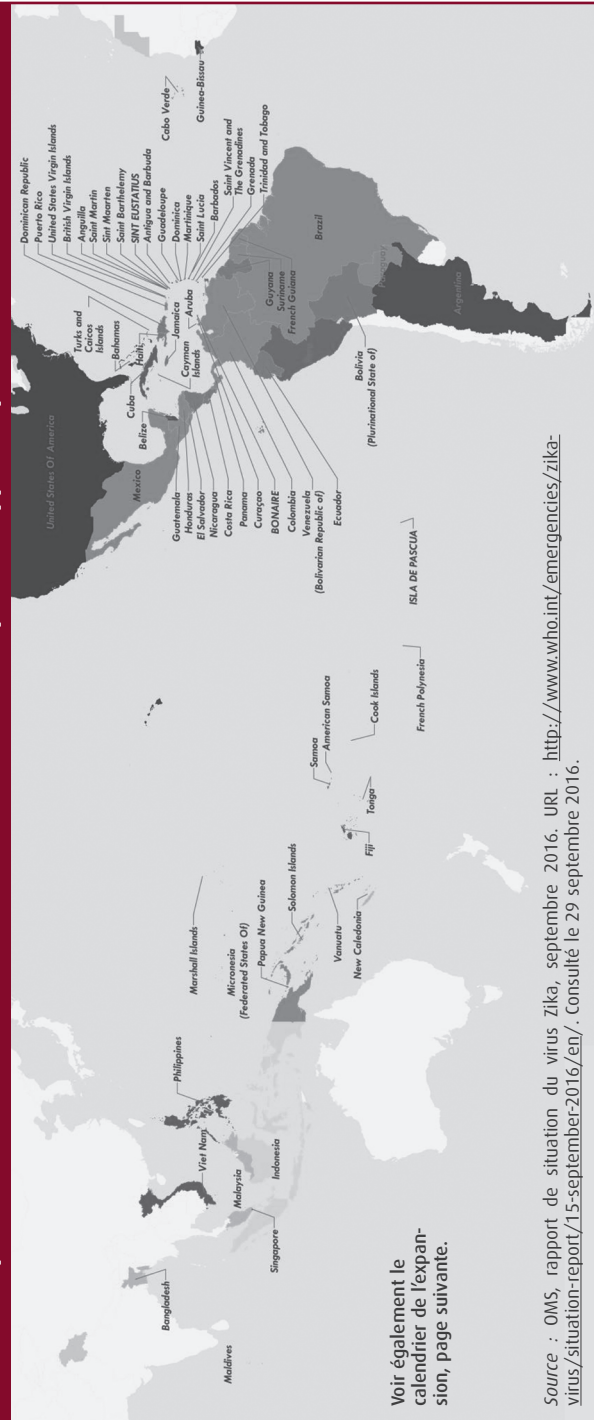 Dominican Republic
Puerto Rico
United States Virgin Islands
British Virgin Islands
Anguilla
Saint Martin
Sint Maarten
Saint Barthelemy
SINT EUSTATIUS
Antigua and Barbuda
Guadeloupe
Dominica
Martinique
Saint Lucia
Barbados
Saint Vincent and
The Grenadines
Grenada
Trinidad and Tobago
Cabo Verde
Guinea-Bissau
Turks and
Caicos
Islands
Bahamas
Cuba
Haiti
Jamaica
Aruba
Cayman
Islands
Belize
United States Of America
Mexico
Guatemala
Honduras
El Salvador
Nicaragua
Costa Rica
Panama
Curaçao
BONAIRE
Colombia
Venezuela
(Bolivarian Republic of)
Ecuador
Guyana
Suriname
French Guiana
Brazil
Bolivia
(Plurinational State of)
Paraguay
Argentina
ISLA DE PASCUA
French Polynesia
Cook Islands
Samoa
American Samoa
Tonga
Fiji
Marshall Islands
Micronesia
(Federated States Of)
Papua New Guinea
Solomon Islands
Vanuatu
New Caledonia
Philippines
Viet Nam
Malaysia
Indonesia
Singapore
Bangladesh
Maldives
Voir également le
calendrier de l'expan-
sion, page suivante.
Source : OMS, rapport de situation du virus Zika, septembre 2016. URL : http://www.who.int/emergencies/zika-
virus/situation-report/15-september-2016/en/. Consulté le 29 septembre 2016.